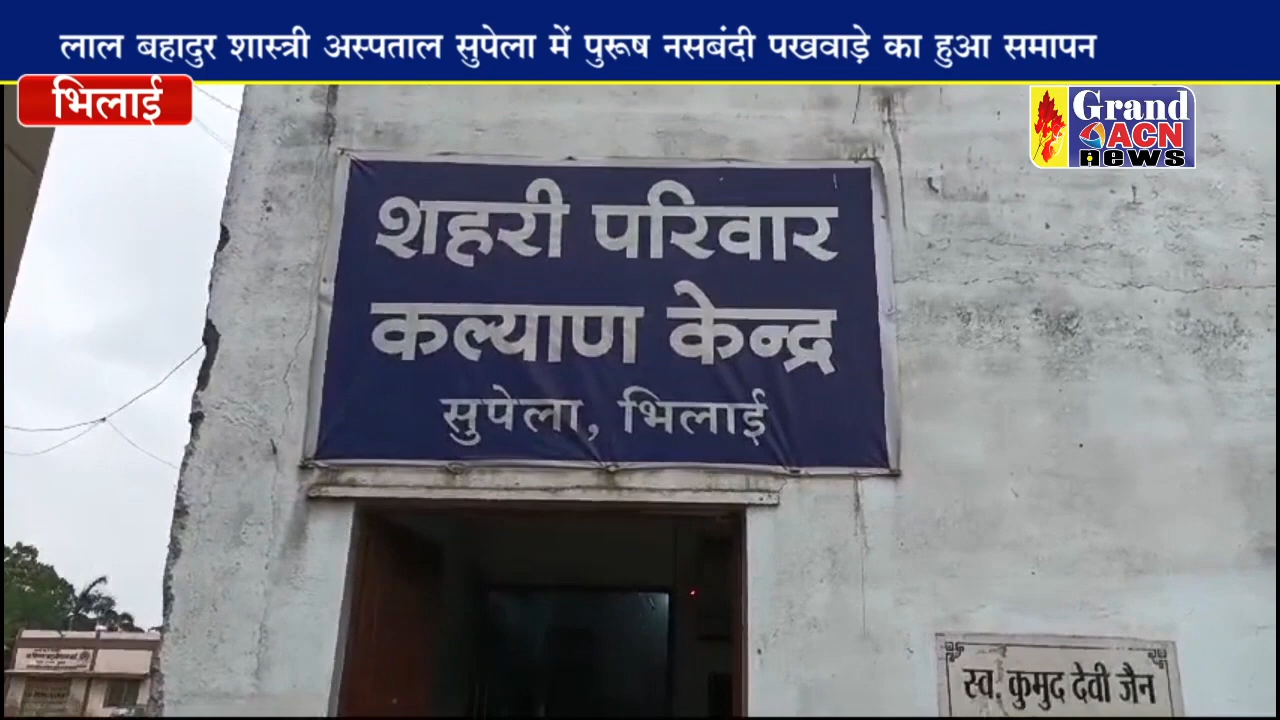 लाल बहादुर शास्त्री अस्पताल सुपेला में पुरूष नसबंदी पखवाड़े का हुआ समापन
भिलाई
Grand
ACN
news
शहरी परिवार
कल्याण केन्द्र
सुपेला, भिलाई
स्व. कुमुद देवी जैन